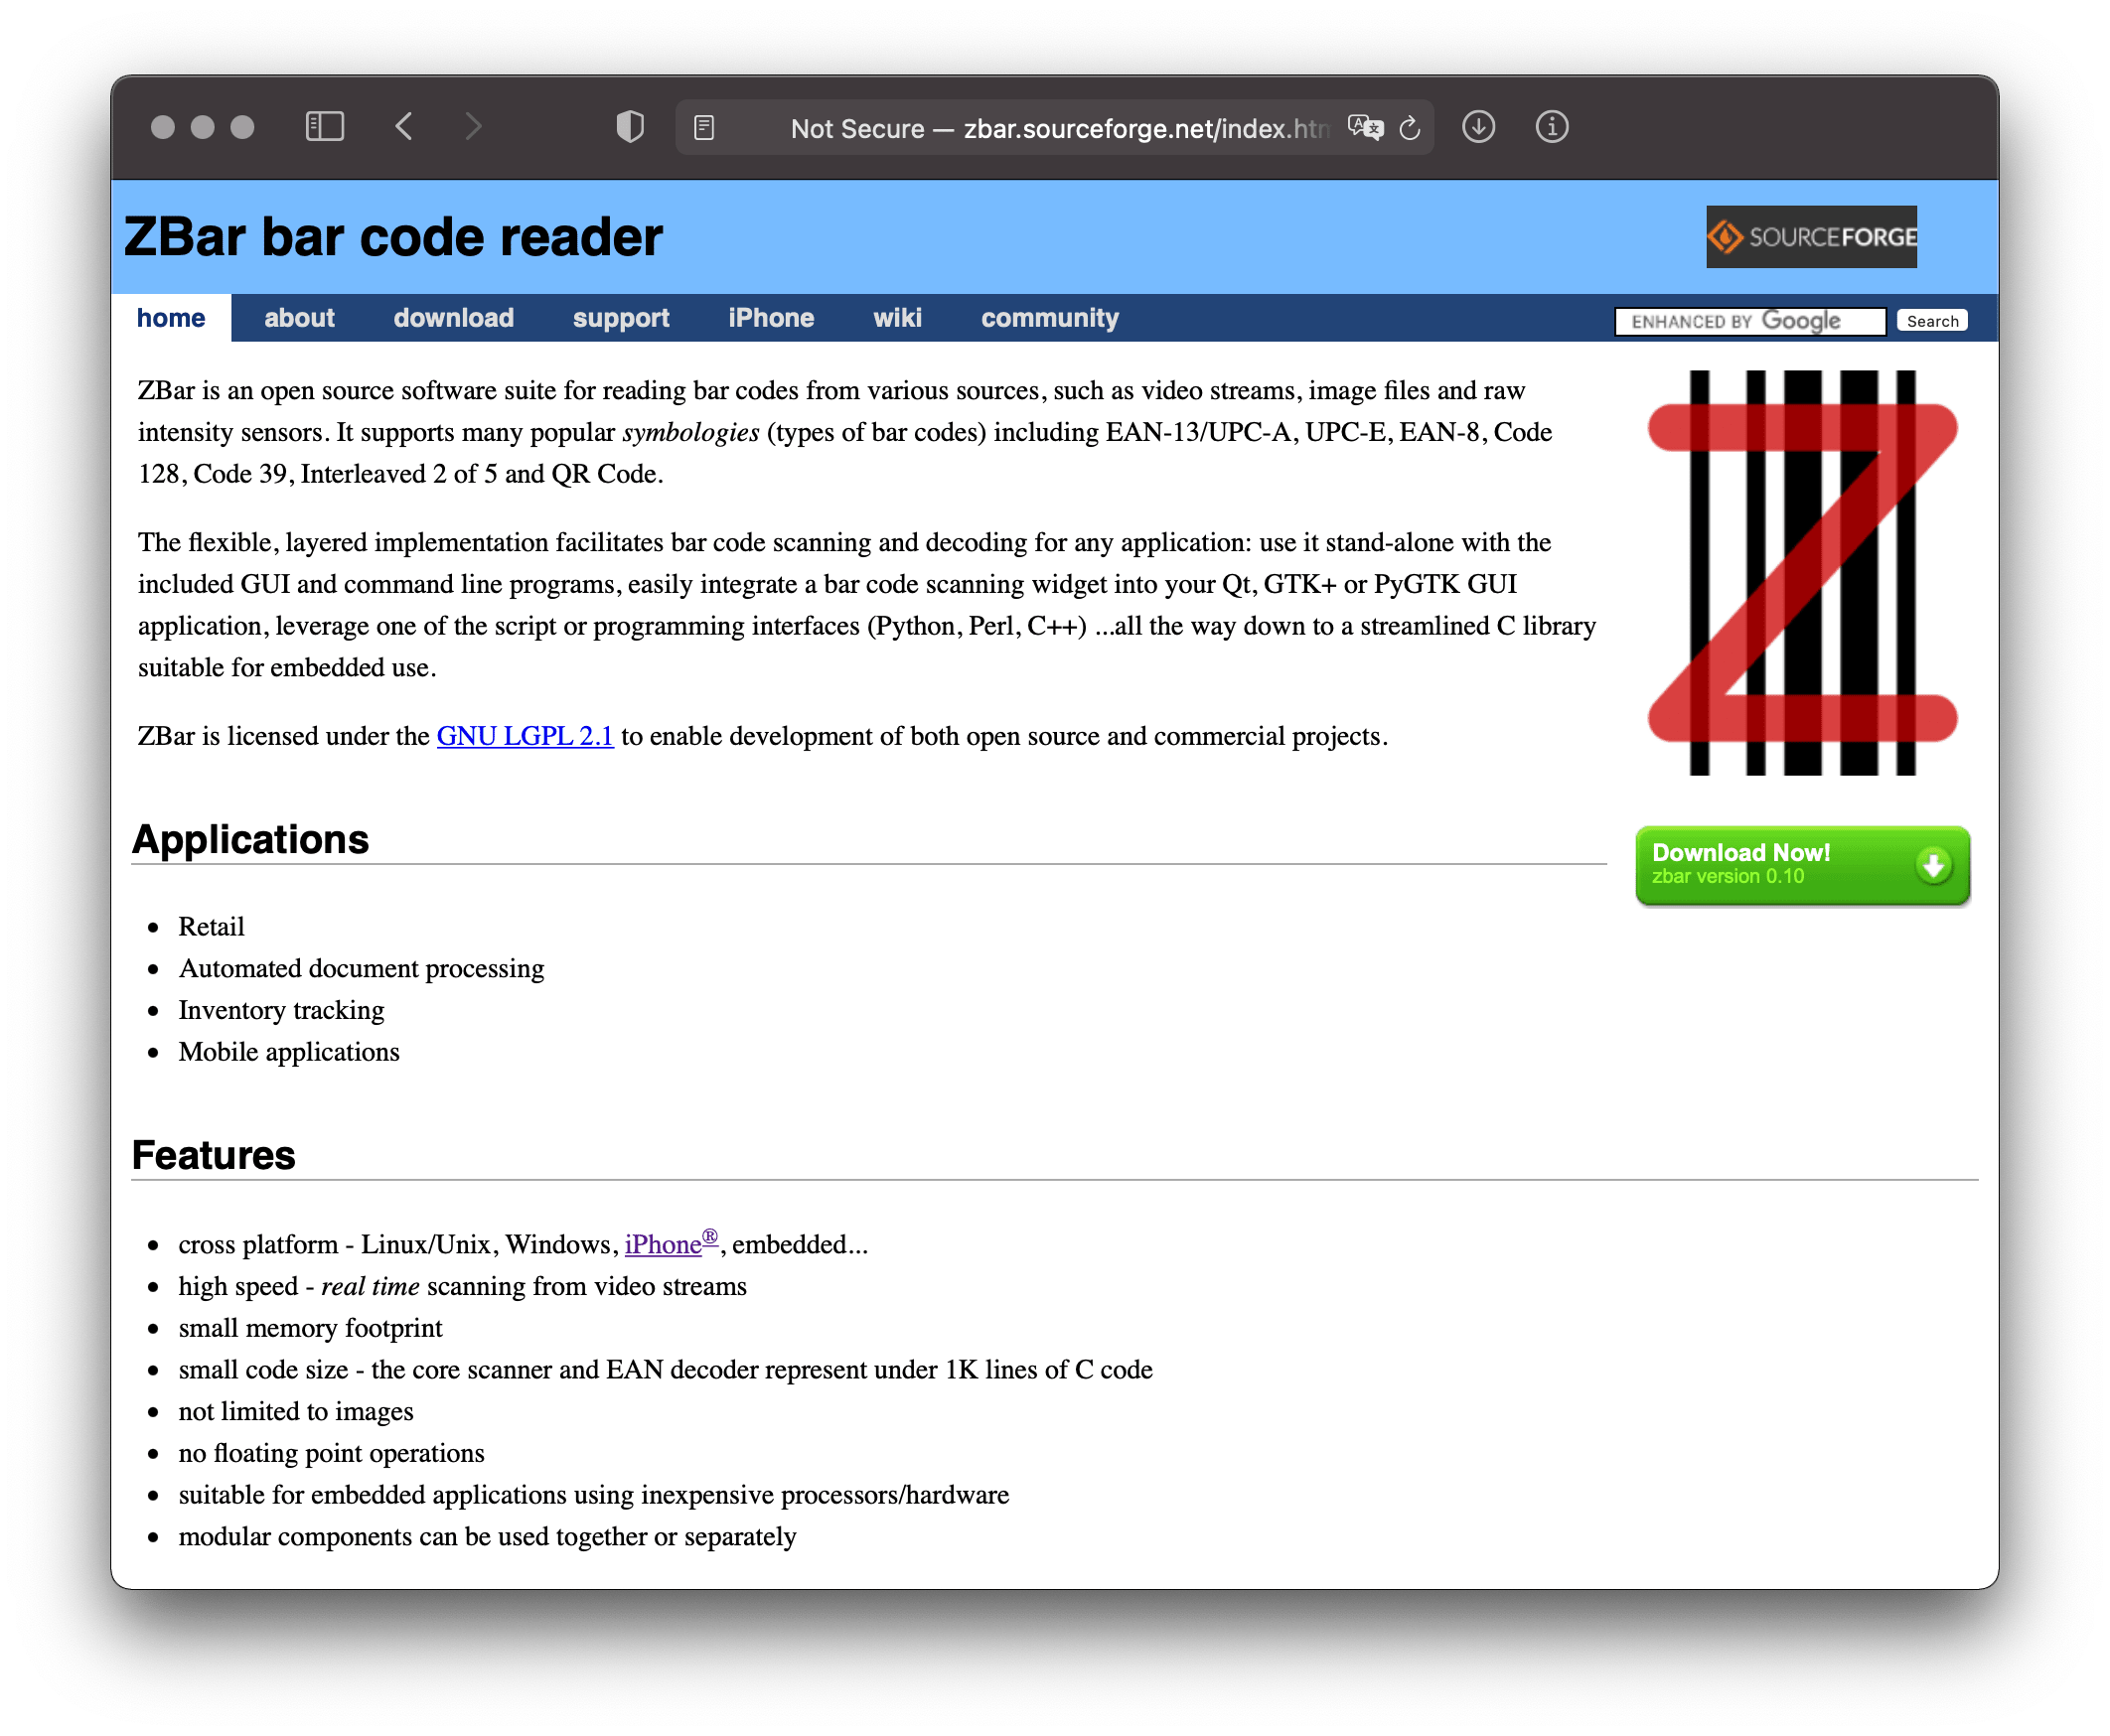 Not Secure — zbar.sourceforge.net/index.htm
ZBar bar code reader
SOURCEFORGE
home about download support iPhone wiki community
ENHANCED BY Google Search
ZBar is an open source software suite for reading bar codes from various sources, such as video streams, image files and raw
intensity sensors. It supports many popular symbologies (types of bar codes) including EAN-13/UPC-A, UPC-E, EAN-8, Code
128, Code 39, Interleaved 2 of 5 and QR Code.
The flexible, layered implementation facilitates bar code scanning and decoding for any application: use it stand-alone with the
included GUI and command line programs, easily integrate a bar code scanning widget into your Qt, GTK+ or PyGTK GUI
application, leverage one of the script or programming interfaces (Python, Perl, C++) ...all the way down to a streamlined C library
suitable for embedded use.
ZBar is licensed under the GNU LGPL 2.1 to enable development of both open source and commercial projects.
Z
Download Now!
zbar version 0.10
Applications
• Retail
• Automated document processing
• Inventory tracking
• Mobile applications
Features
• cross platform - Linux/Unix, Windows, iPhone®, embedded...
• high speed - real time scanning from video streams
• small memory footprint
• small code size - the core scanner and EAN decoder represent under 1K lines of C code
• not limited to images
• no floating point operations
• suitable for embedded applications using inexpensive processors/hardware
• modular components can be used together or separately